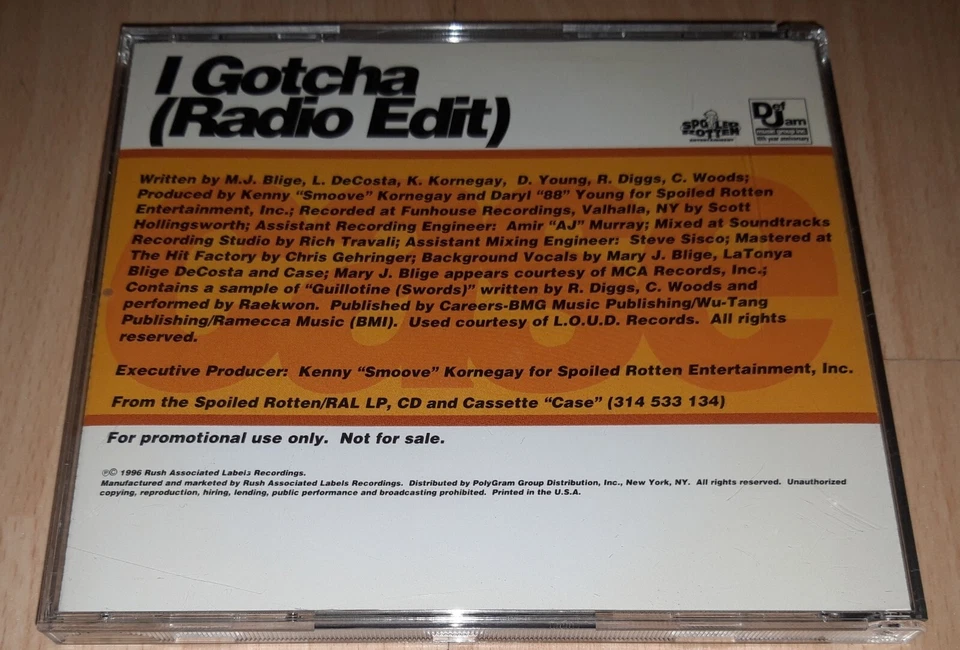 I Gotcha
(Radio Edit)
SPOILED
ROTTEN
ENTERTAINMENT
Def
Jam
music group inc.
10th year anniversary
Written by M.J. Blige, L. DeCosta, K. Kornegay, D. Young, R. Diggs, C. Woods;
Produced by Kenny “Smoove” Kornegay and Daryl “88” Young for Spoiled Rotten
Entertainment, Inc.; Recorded at Funhouse Recordings, Valhalla, NY by Scott
Hollingsworth; Assistant Recording Engineer: Amir “AJ” Murray; Mixed at Soundtracks
Recording Studio by Rich Travali; Assistant Mixing Engineer: Steve Sisco; Mastered at
The Hit Factory by Chris Gehringer; Background Vocals by Mary J. Blige, LaTonya
Blige DeCosta and Case; Mary J. Blige appears courtesy of MCA Records, Inc.;
Contains a sample of “Guillotine (Swords)” written by R. Diggs, C. Woods and
performed by Raekwon. Published by Careers-BMG Music Publishing/Wu-Tang
Publishing/Ramecca Music (BMI). Used courtesy of L.O.U.D. Records. All rights
reserved.
case
Executive Producer: Kenny “Smoove” Kornegay for Spoiled Rotten Entertainment, Inc.
From the Spoiled Rotten/RAL LP, CD and Cassette “Case” (314 533 134)
For promotional use only. Not for sale.
℗© 1996 Rush Associated Labels Recordings.
Manufactured and marketed by Rush Associated Labels Recordings. Distributed by PolyGram Group Distribution, Inc., New York, NY. All rights reserved. Unauthorized
copying, reproduction, hiring, lending, public performance and broadcasting prohibited. Printed in the U.S.A.